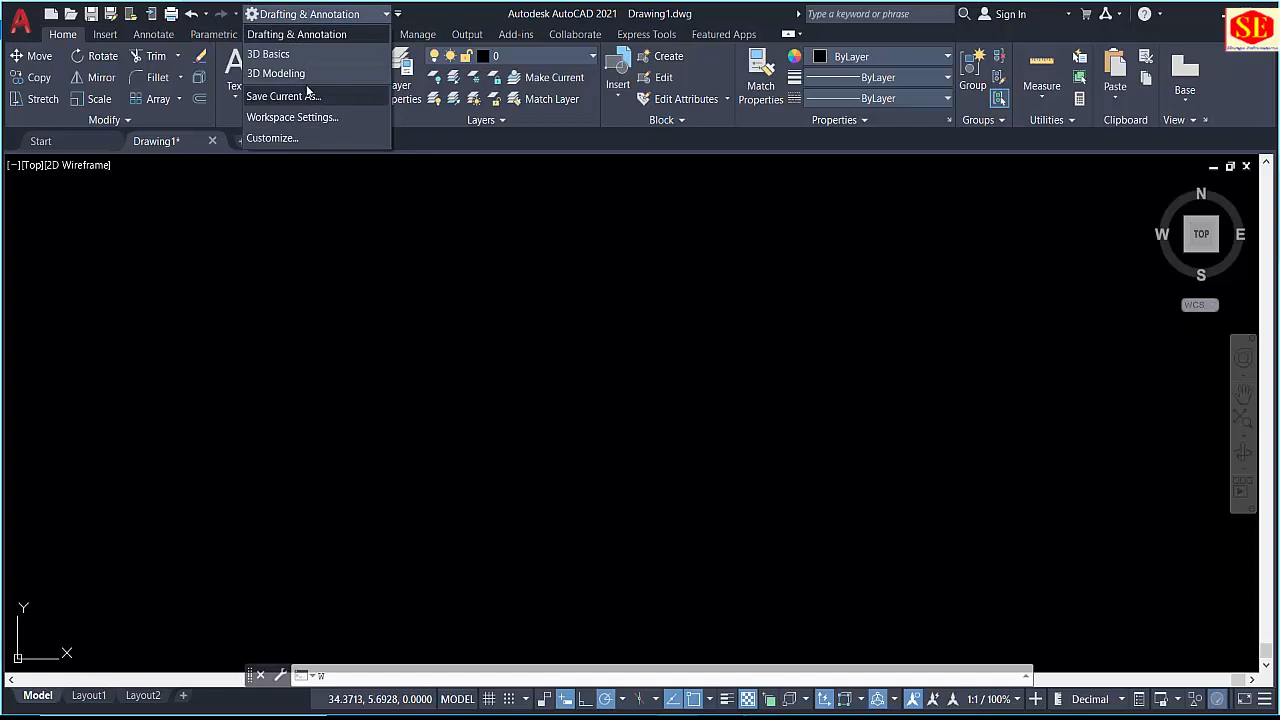 Drafting & Annotation
Autodesk AutoCAD 2021 Drawing1.dwg
Type a keyword or phrase
Sign In
SE
Home Insert Annotate Parametric
Manage Output Add-ins
Express Tools Featured Apps
Drafting & Annotation
3D Basics
3D Modeling
Save Current As...
Workspace Settings...
Customize...
Move Rotate Trim
Copy Mirror Fillet
Stretch Scale Array
Modify
Text
0
Make Current
Match Layer
Layers
Insert
Create
Edit
Edit Attributes
Block
Match
Properties
ByLayer
ByLayer
ByLayer
Properties
Group
Groups
Measure
Utilities
Paste
Clipboard
Base
View
Start
Drawing1*
[−][Top][2D Wireframe]
N
W TOP E
S
WCS
Y
X
W
Model Layout1 Layout2 +
34.3713, 5.6928, 0.0000 MODEL
1:1 / 100%
Decimal